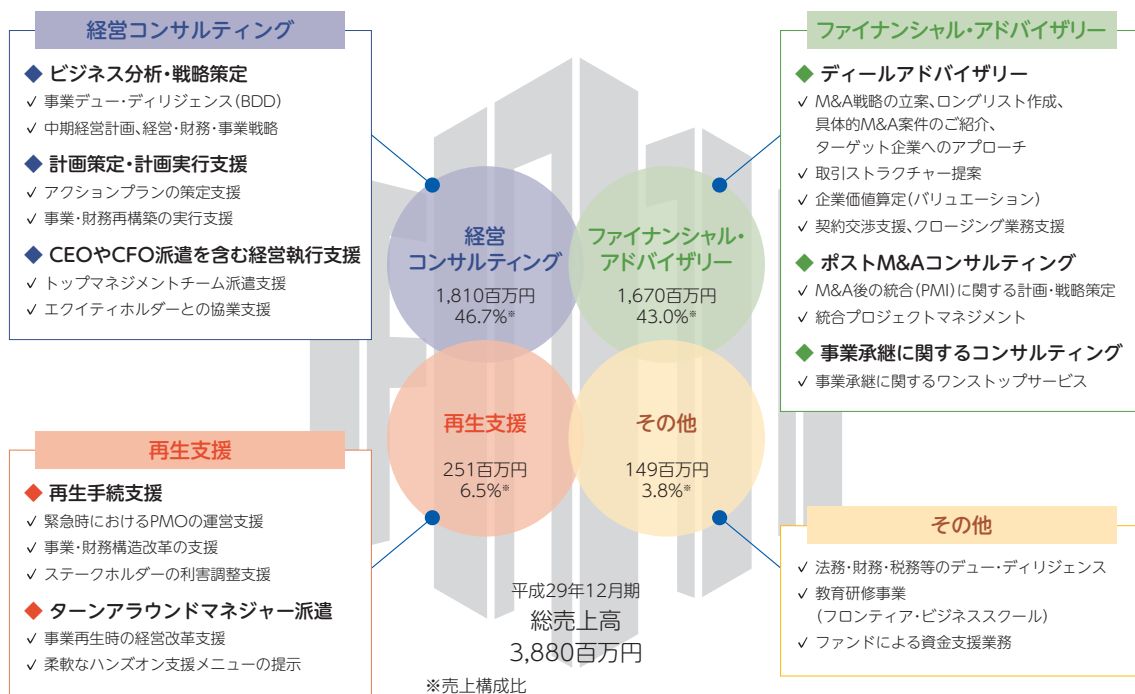 経営コンサルティング
◆ ビジネス分析・戦略策定
✓ 事業デュー・ディリジェンス(BDD)
✓ 中期経営計画、経営・財務・事業戦略
◆ 計画策定・計画実行支援
✓ アクションプランの策定支援
✓ 事業・財務再構築の実行支援
◆ CEOやCFO派遣を含む経営執行支援
✓ トップマネジメントチーム派遣支援
✓ エクイティホルダーとの協業支援
ファイナンシャル・アドバイザリー
◆ ディールアドバイザリー
✓ M&A戦略の立案、ロングリスト作成、
具体的M&A案件のご紹介、
ターゲット企業へのアプローチ
✓ 取引ストラクチャー提案
✓ 企業価値算定(バリュエーション)
✓ 契約交渉支援、クロージング業務支援
◆ ポストM&Aコンサルティング
✓ M&A後の統合(PMI)に関する計画・戦略策定
✓ 統合プロジェクトマネジメント
◆ 事業承継に関するコンサルティング
✓ 事業承継に関するワンストップサービス
経営
コンサルティング
1,810百万円
46.7%※
ファイナンシャル・
アドバイザリー
1,670百万円
43.0%※
再生支援
251百万円
6.5%※
その他
149百万円
3.8%※
再生支援
◆ 再生手続支援
✓ 緊急時におけるPMOの運営支援
✓ 事業・財務構造改革の支援
✓ ステークホルダーの利害調整支援
◆ ターンアラウンドマネジャー派遣
✓ 事業再生時の経営改革支援
✓ 柔軟なハンズオン支援メニューの提示
平成29年12月期
総売上高
3,880百万円
※売上構成比
その他
✓ 法務・財務・税務等のデュー・ディリジェンス
✓ 教育研修事業
(フロンティア・ビジネススクール)
✓ ファンドによる資金支援業務